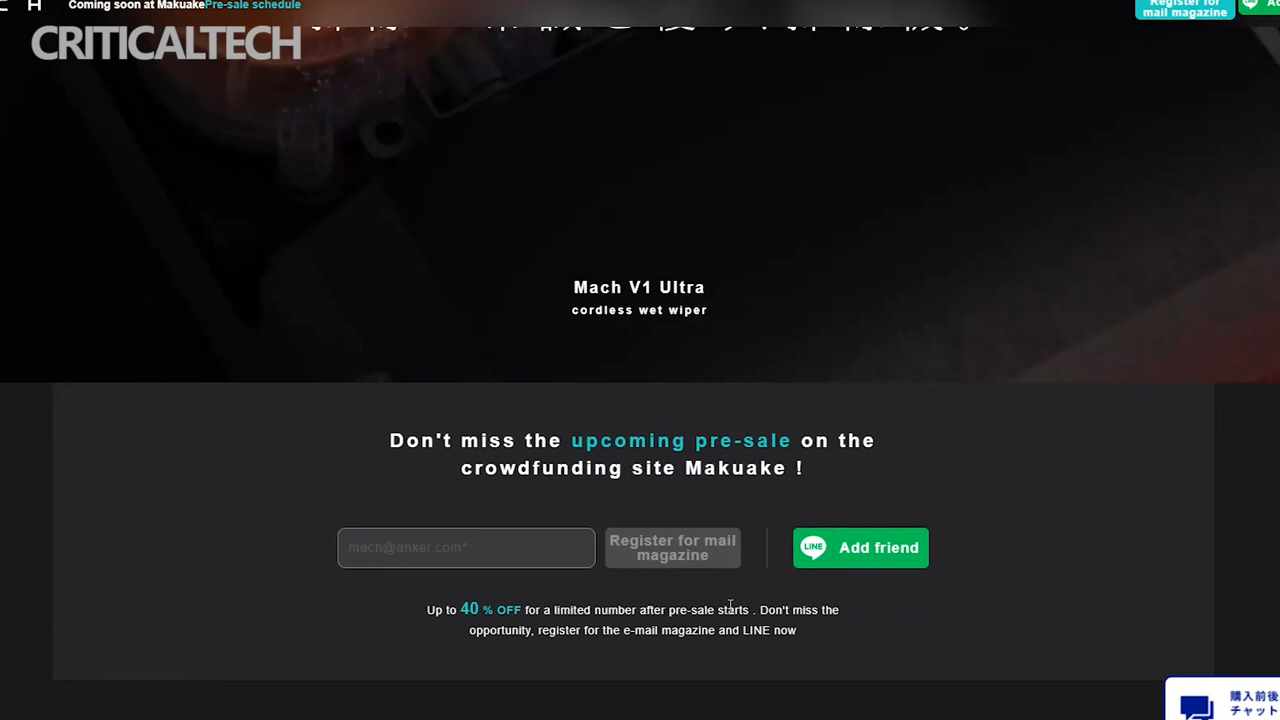 Coming soon at MakuakePre-sale schedule
Register for
mail magazine
CRITICALTECH
Mach V1 Ultra
cordless wet wiper
Don't miss the upcoming pre-sale on the
crowdfunding site Makuake !
mach@anker.com*
Register for mail
magazine
LINE
Add friend
Up to 40 % OFF for a limited number after pre-sale starts . Don't miss the
opportunity, register for the e-mail magazine and LINE now
購入前後
チャット